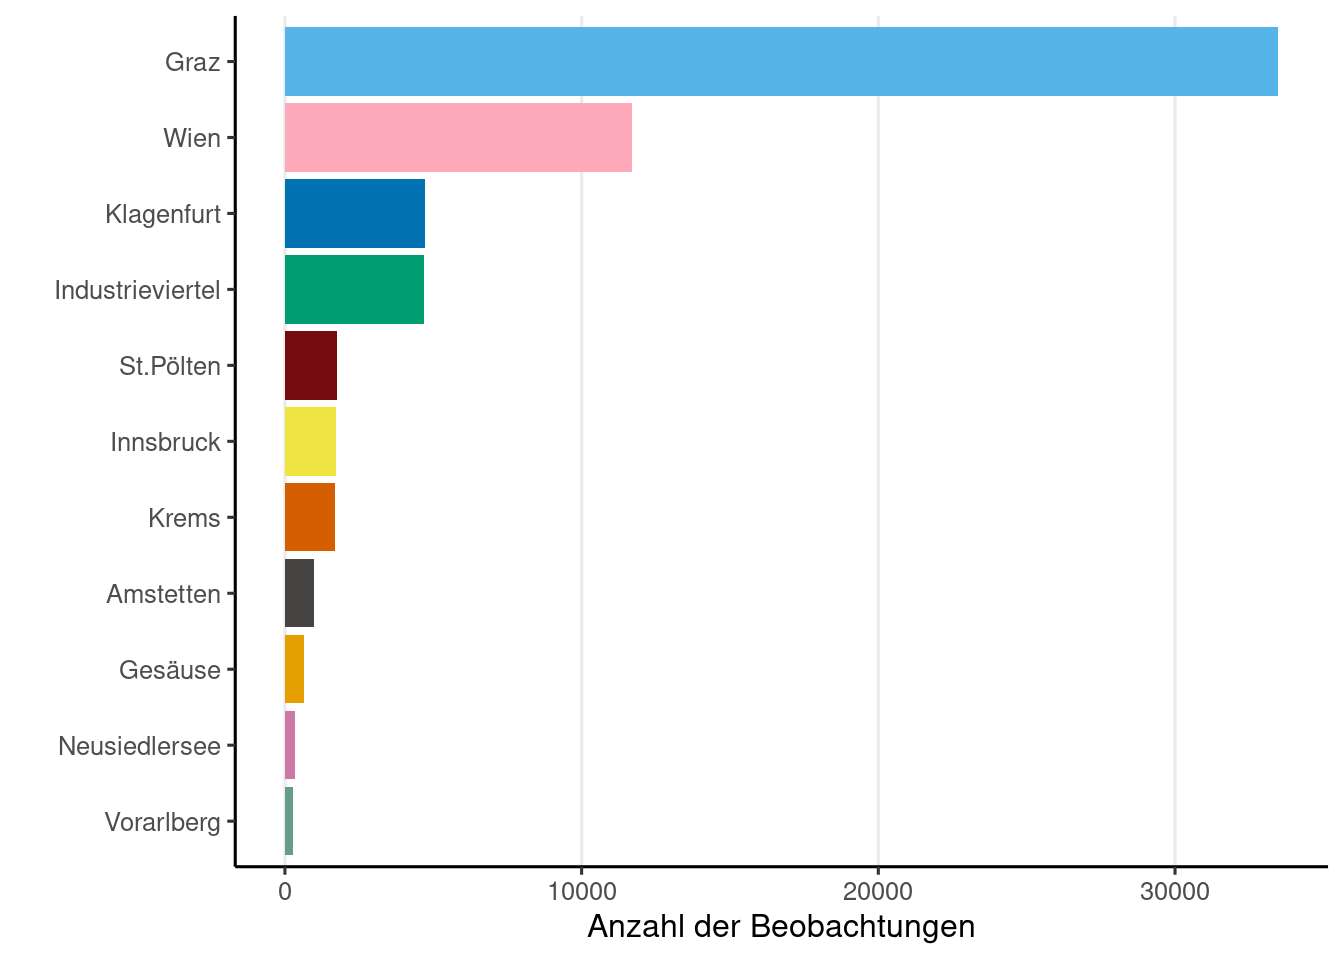 Graz
Wien
Klagenfurt
Industrieviertel
St.Pölten
Innsbruck
Krems
Amstetten
Gesäuse
Neusiedlersee
Vorarlberg
0 10000 20000 30000
Anzahl der Beobachtungen